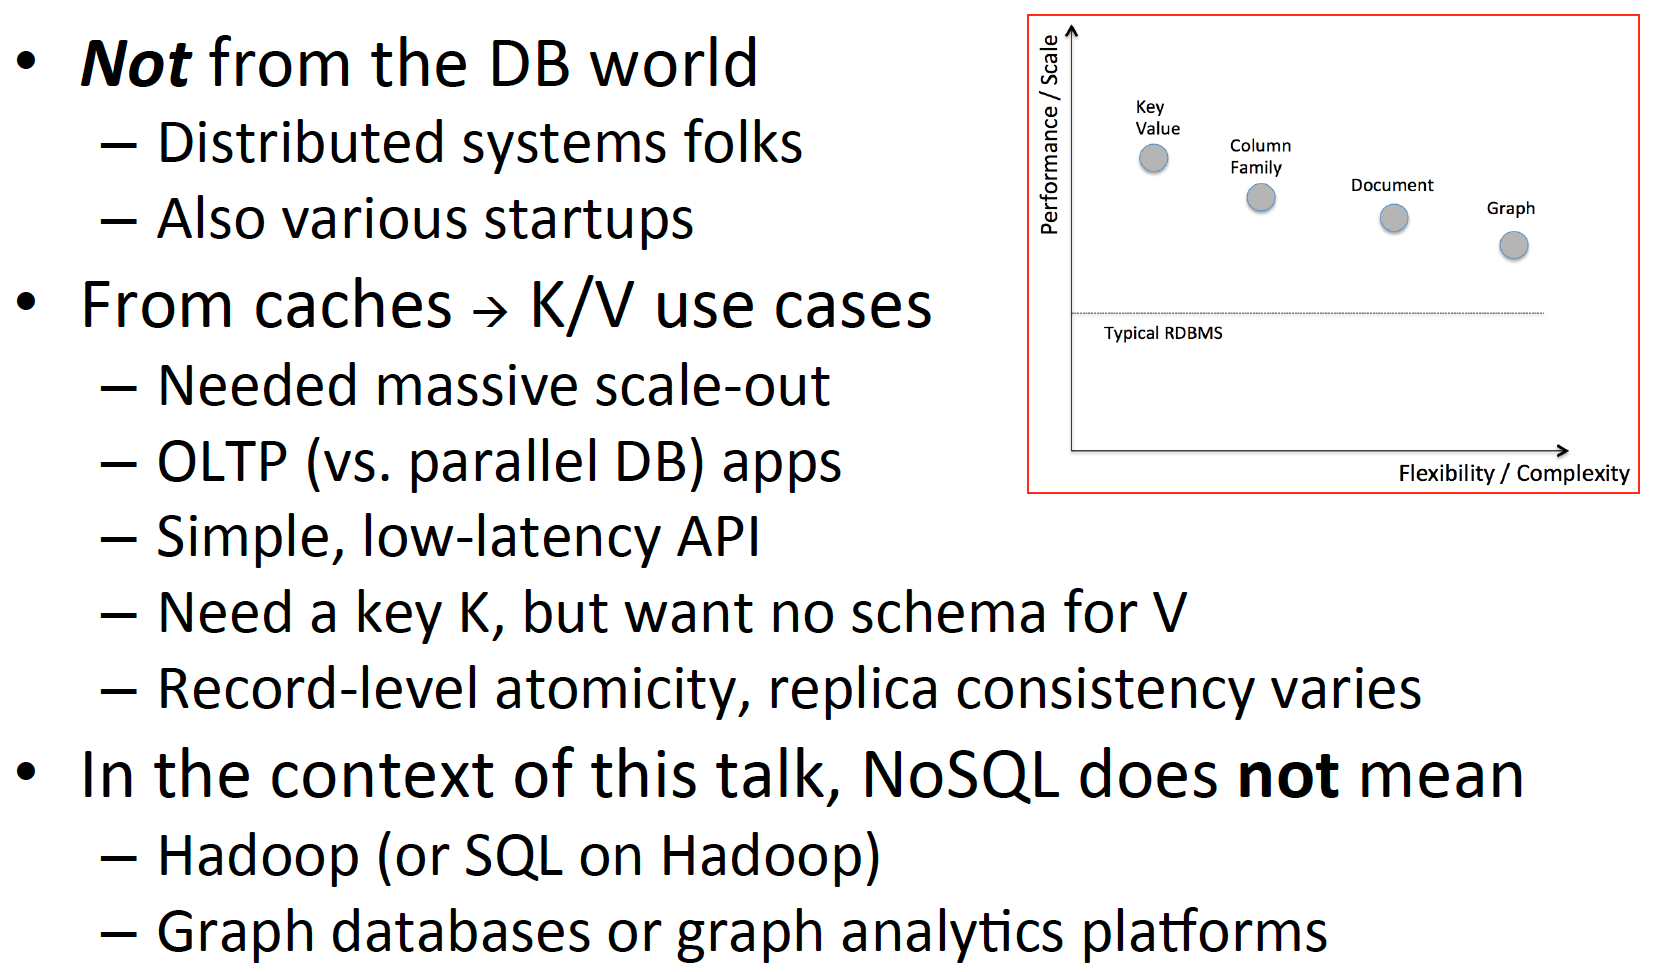 • Not from the DB world
– Distributed systems folks
– Also various startups
• From caches → K/V use cases
– Needed massive scale-out
– OLTP (vs. parallel DB) apps
– Simple, low-latency API
– Need a key K, but want no schema for V
– Record-level atomicity, replica consistency varies
• In the context of this talk, NoSQL does not mean
– Hadoop (or SQL on Hadoop)
– Graph databases or graph analytics platforms
Performance / Scale
Key
Value
Column
Family
Document
Graph
Typical RDBMS
Flexibility / Complexity